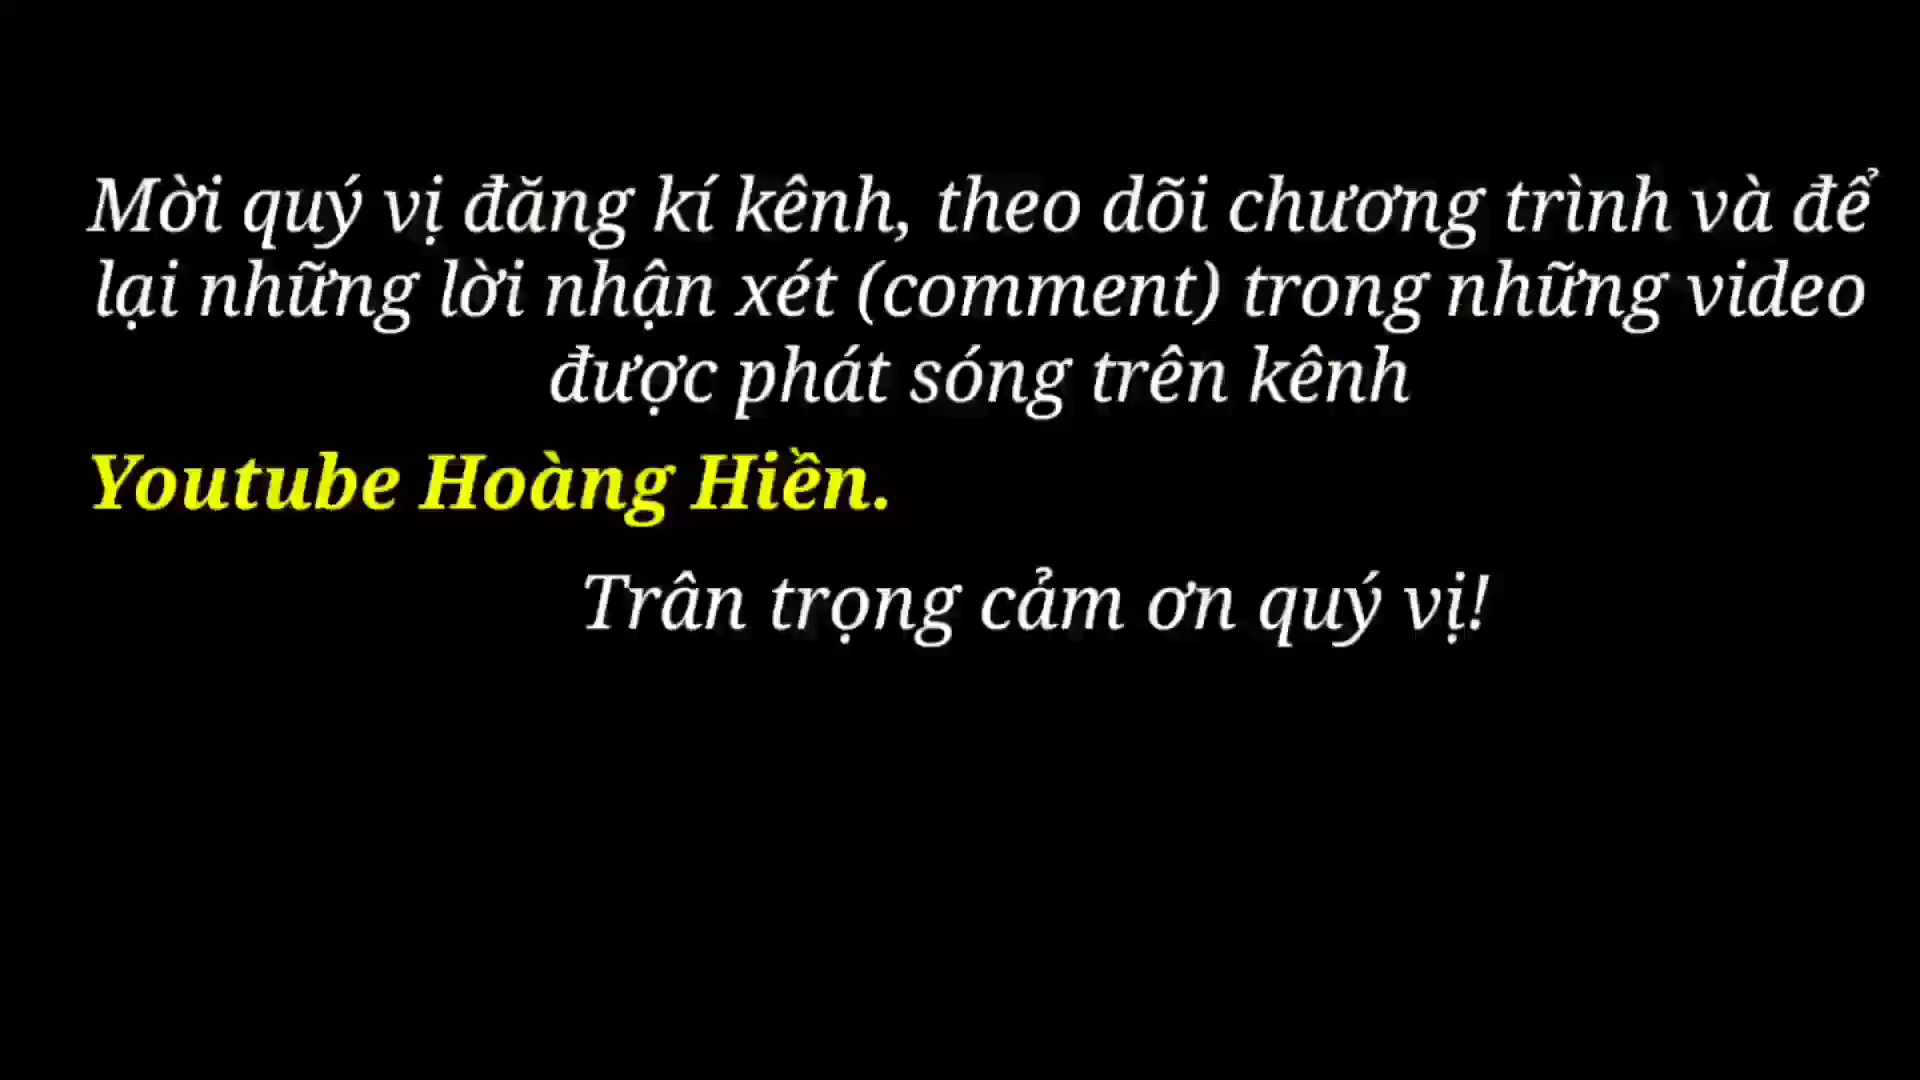 Mời quý vị đăng kí kênh, theo dõi chương trình và để
lại những lời nhận xét (comment) trong những video
được phát sóng trên kênh
Youtube Hoàng Hiền.
Trân trọng cảm ơn quý vị!